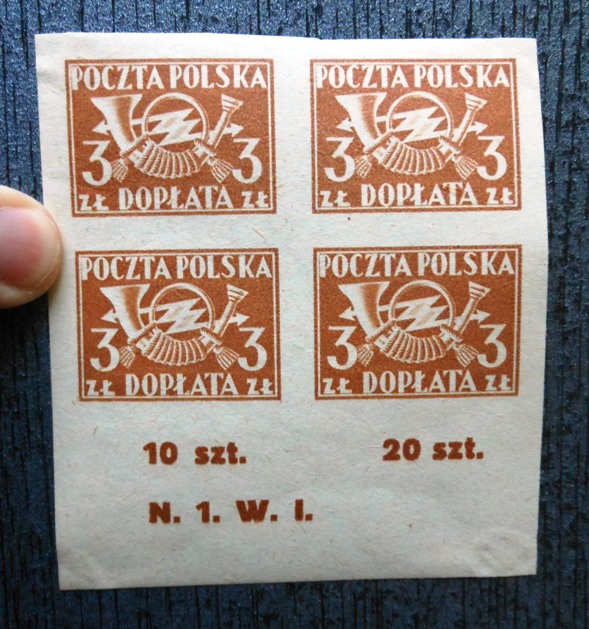 POCZTA POLSKA
3 3
ZŁ DOPŁATA ZŁ
POCZTA POLSKA
3 3
ZŁ DOPŁATA ZŁ
POCZTA POLSKA
3 3
ZŁ DOPŁATA ZŁ
POCZTA POLSKA
3 3
ZŁ DOPŁATA ZŁ
10 szt.
20 szt.
N. 1. W. I.